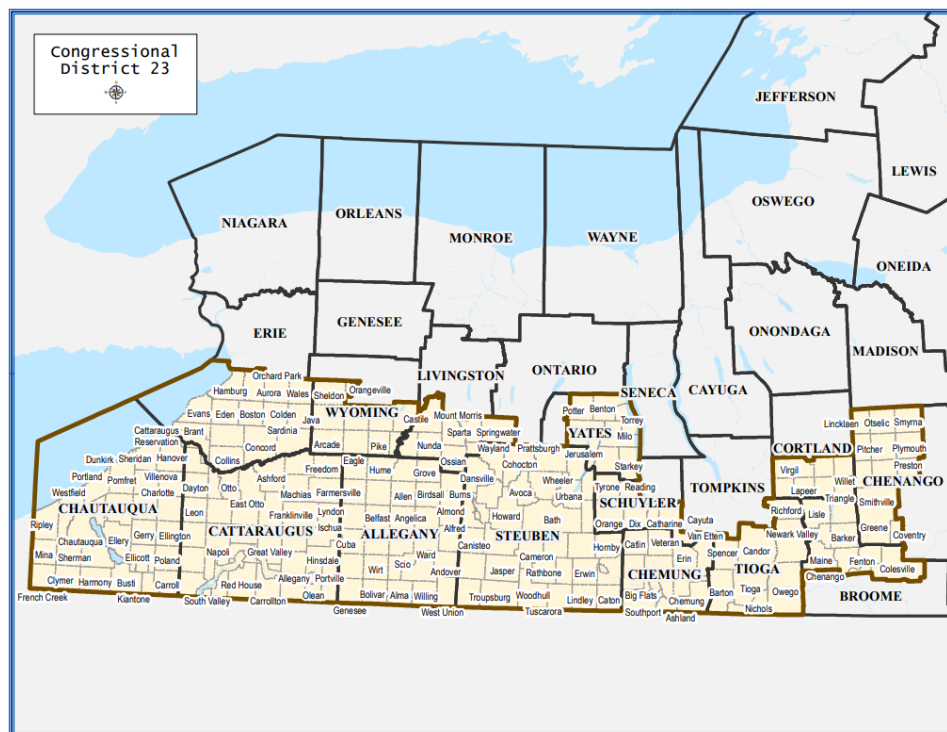 Congressional
District 23
JEFFERSON
LEWIS
OSWEGO
ORLEANS
NIAGARA
MONROE
WAYNE
ONEIDA
GENESEE
ERIE
ONONDAGA
MADISON
LIVINGSTON
ONTARIO
SENECA
CAYUGA
Orchard Park
Hamburg
Aurora
Wales
Sheldon
Orangeville
WYOMING
Evans
Eden
Boston
Colden
Java
Castile
Mount Morris
Potter
Benton
Torrey
Milo
YATES
Jerusalem
Lincklaen
Otselic
Smyrna
Cattaraugus
Reservation
Brant
Sardinia
Sparta
Springwater
Concord
Collins
Arcade
Pike
Nunda
Wayland
Prattsburgh
CORTLAND
Pitcher
Plymouth
Dunkirk
Sheridan
Hanover
Eagle
Hume
Ossian
Cohocton
Starkey
Virgil
Preston
CHENANGO
Portland
Pomfret
Villenova
Freedom
Grove
Dansville
Wheeler
Tyrone
Reading
TOMPKINS
Willet
Lapeer
Triangle
Smithville
Westfield
Charlotte
Dayton
Otto
Ashford
East Otto
Machias
Farmersville
Allen
Birdsall
Burns
Avoca
Urbana
SCHUYLER
Richford
Lisle
CHAUTAUQUA
Leon
Franklinville
Lyndon
Almond
Howard
Bath
Orange
Dix
Catharine
Cayuta
Greene
Coventry
Ripley
CATTARAUGUS
Ischua
Belfast
Angelica
ALLEGANY
Alfred
STEUBEN
Van Etten
Newark Valley
Barker
Chautauqua
Ellery
Gerry
Ellington
Cuba
Canisteo
Hornby
Catlin
Veteran
Spencer
Candor
Maine
Fenton
Colesville
Mina
Sherman
Ellicott
Poland
Napoli
Great Valley
Hinsdale
Wirt
Scio
Ward
Cameron
Erin
CHEMUNG
TIOGA
Chenango
Clymer
Harmony
Busti
Carroll
Red House
Allegany
Portville
Andover
Jasper
Rathbone
Erwin
Big Flats
Chemung
Barton
Tioga
Owego
BROOME
French Creek
Kiantone
South Valley
Carrollton
Olean
Bolivar
Alma
Willing
Troupsburg
Woodhull
Lindley
Caton
Southport
Ashland
Nichols
Genesee
West Union
Tuscarora